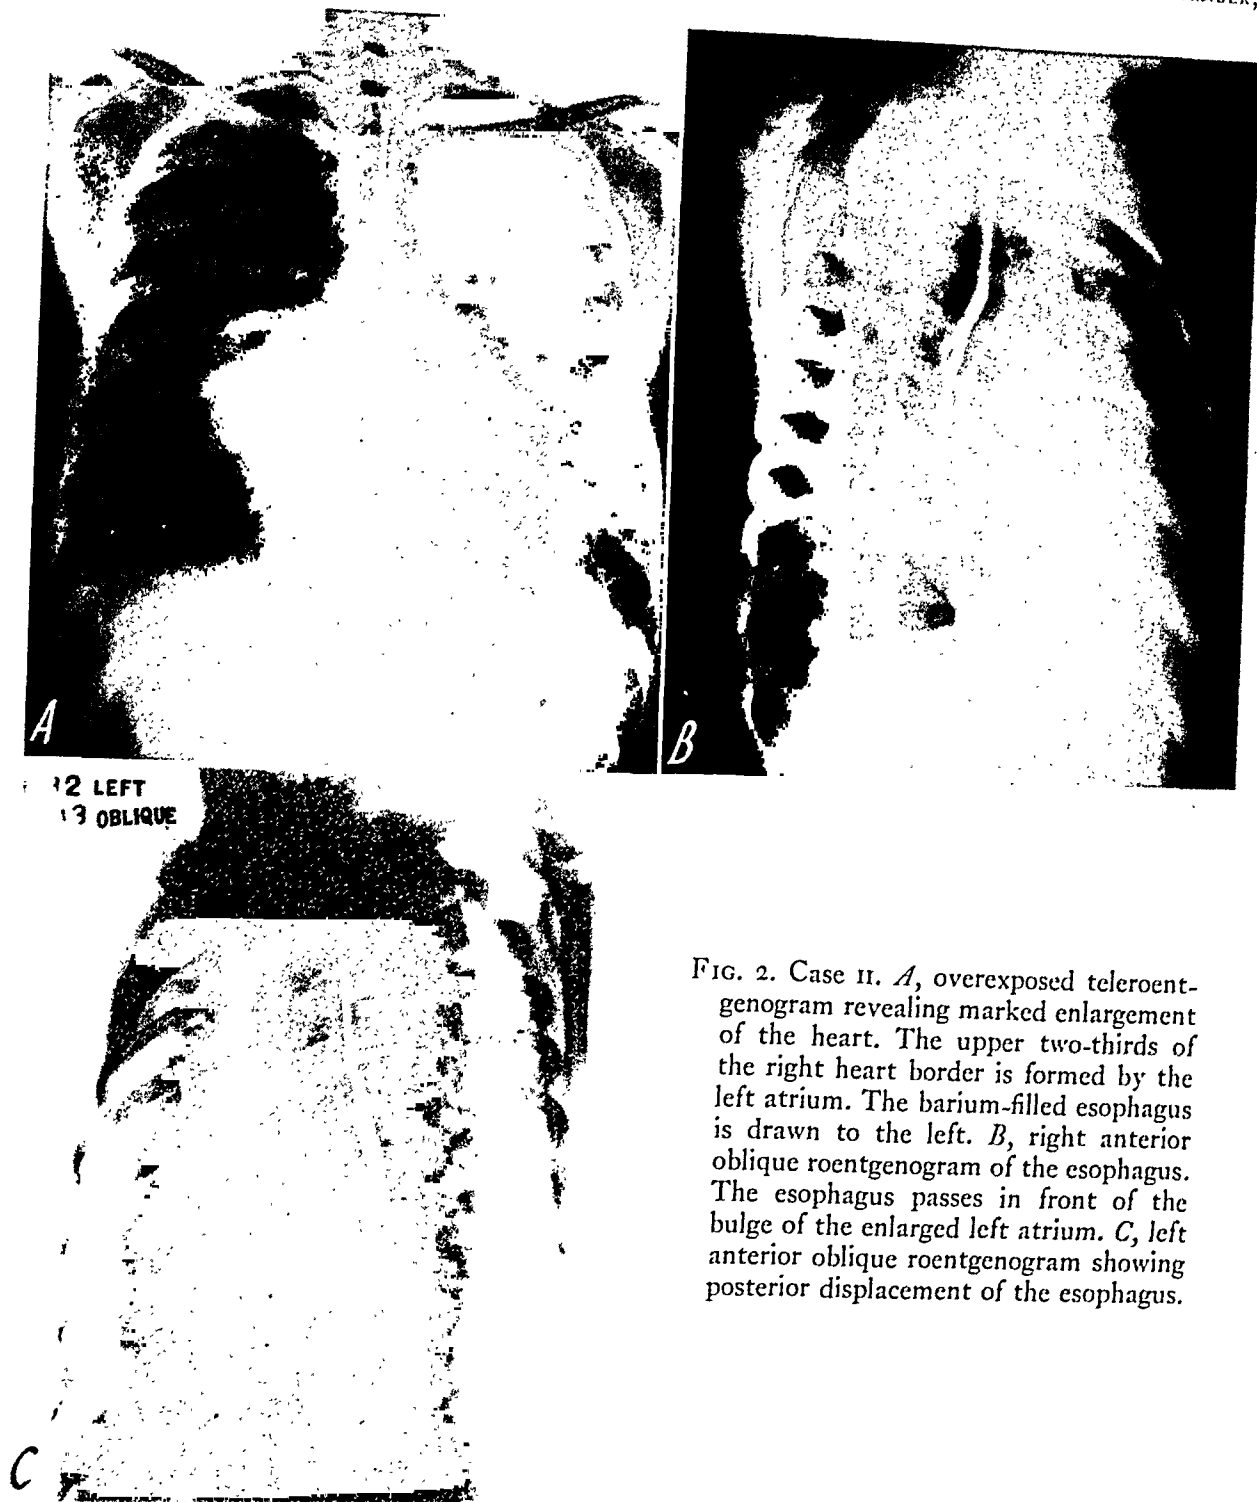 A
B
2 LEFT
3 OBLIQUE
C
FIG. 2. Case II. A, overexposed teleroent-
genogram revealing marked enlargement
of the heart. The upper two-thirds of
the right heart border is formed by the
left atrium. The barium-filled esophagus
is drawn to the left. B, right anterior
oblique roentgenogram of the esophagus.
The esophagus passes in front of the
bulge of the enlarged left atrium. C, left
anterior oblique roentgenogram showing
posterior displacement of the esophagus.